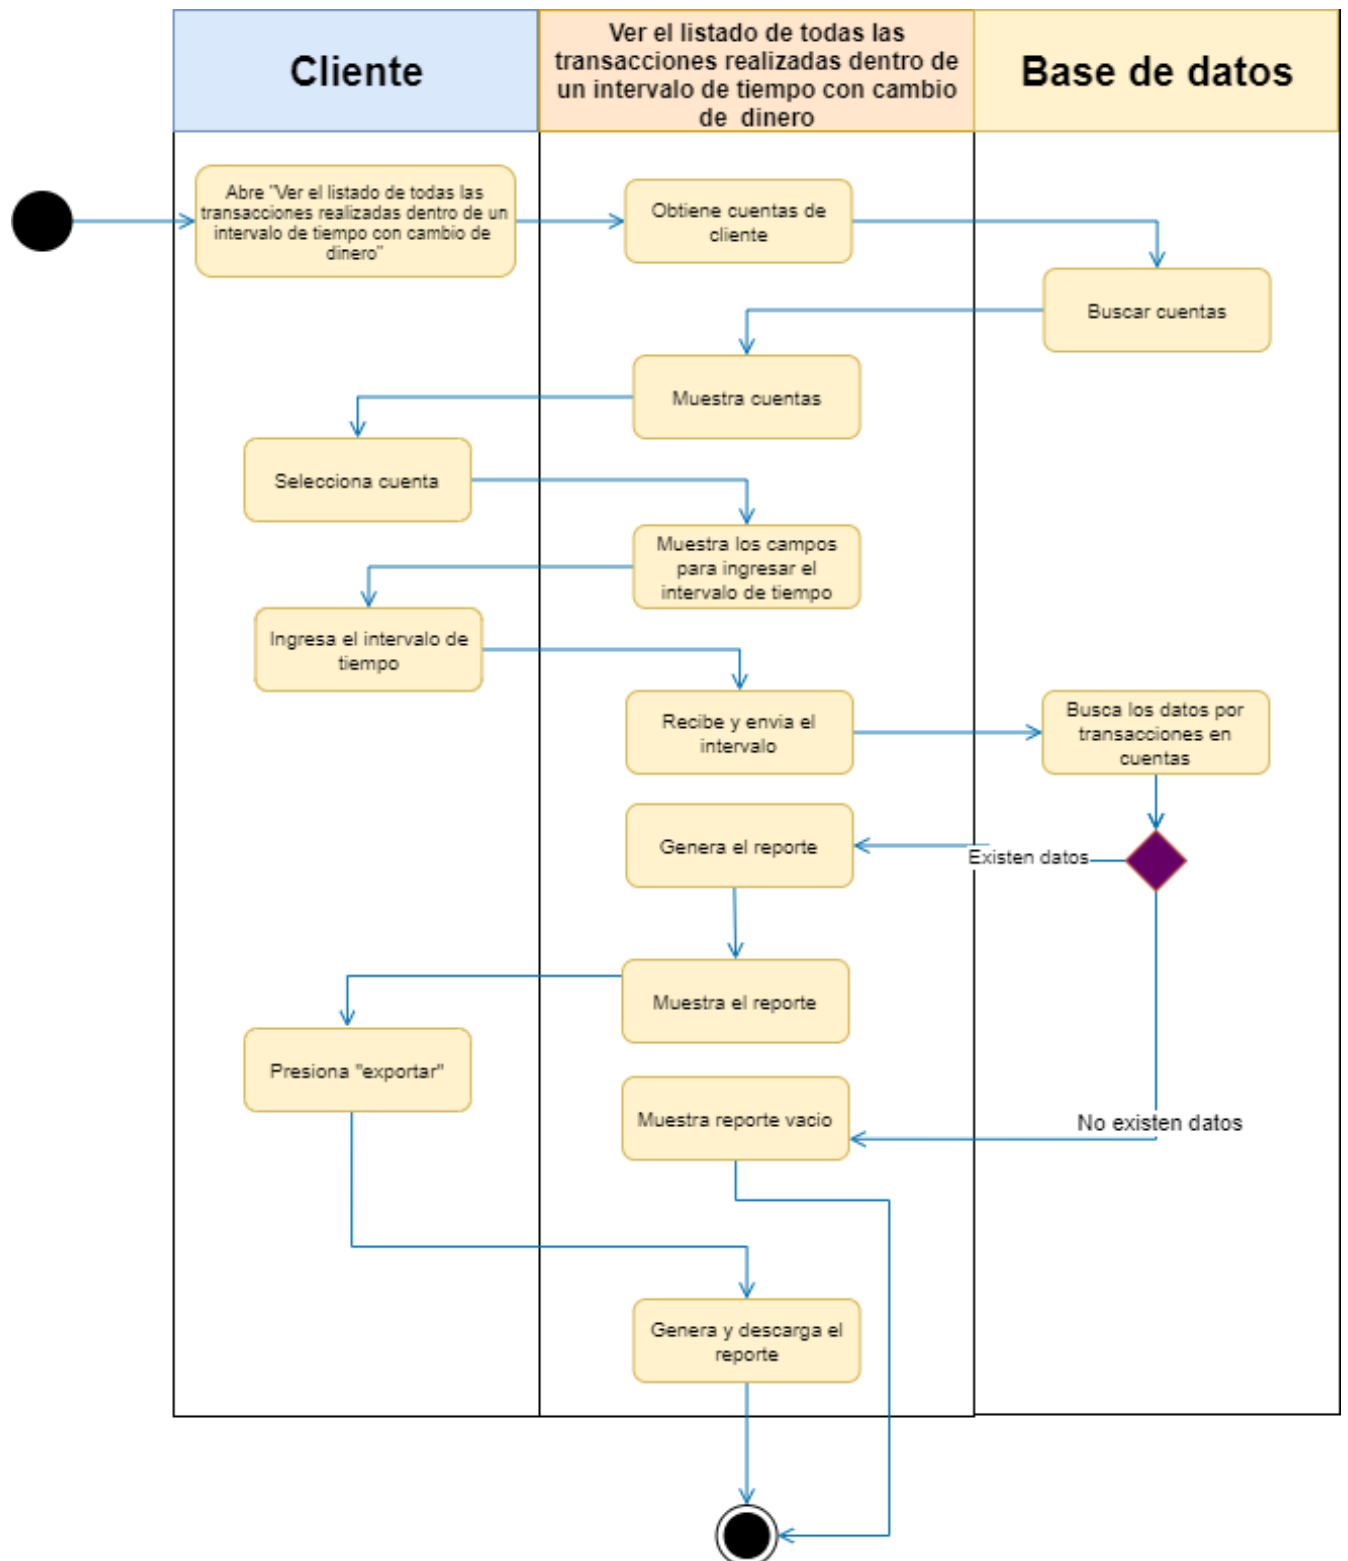 Cliente
Ver el listado de todas las
transacciones realizadas dentro de
un intervalo de tiempo con cambio
de dinero
Base de datos
Abre "Ver el listado de todas las
transacciones realizadas dentro de un
intervalo de tiempo con cambio de
dinero"
Obtiene cuentas de
cliente
Buscar cuentas
Muestra cuentas
Selecciona cuenta
Muestra los campos
para ingresar el
intervalo de tiempo
Ingresa el intervalo de
tiempo
Recibe y envia el
intervalo
Busca los datos por
transacciones en
cuentas
Genera el reporte
Existen datos
Muestra el reporte
Presiona "exportar"
Muestra reporte vacio
No existen datos
Genera y descarga el
reporte